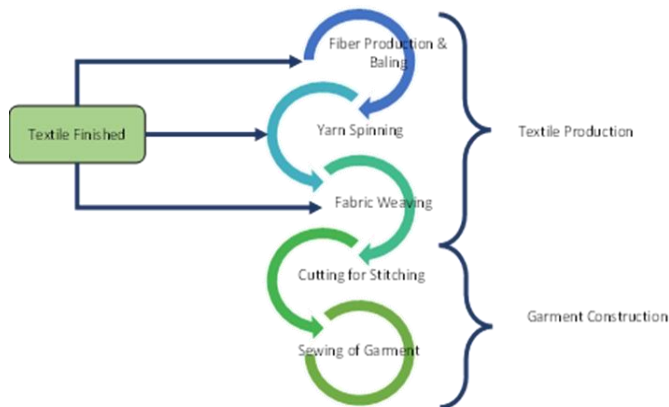 Fiber Production &
Baling
Textile Finished
Yarn Spinning
Textile Production
Fabric Weaving
Cutting for Stitching
Garment Construction
Sewing of Garment